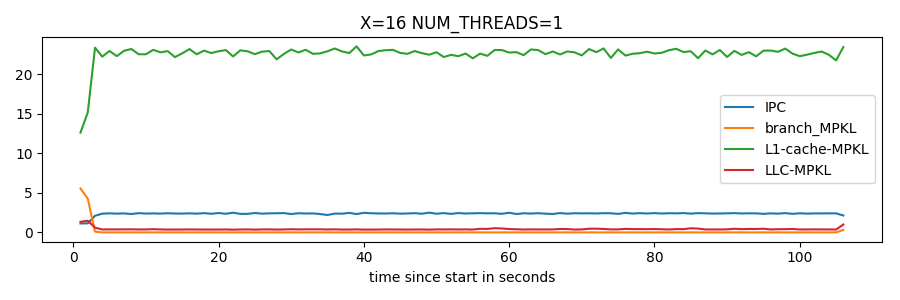 X=16 NUM_THREADS=1
20
15
10
5
0
IPC
branch_MPKL
L1-cache-MPKL
LLC-MPKL
0 20 40 60 80 100
time since start in seconds